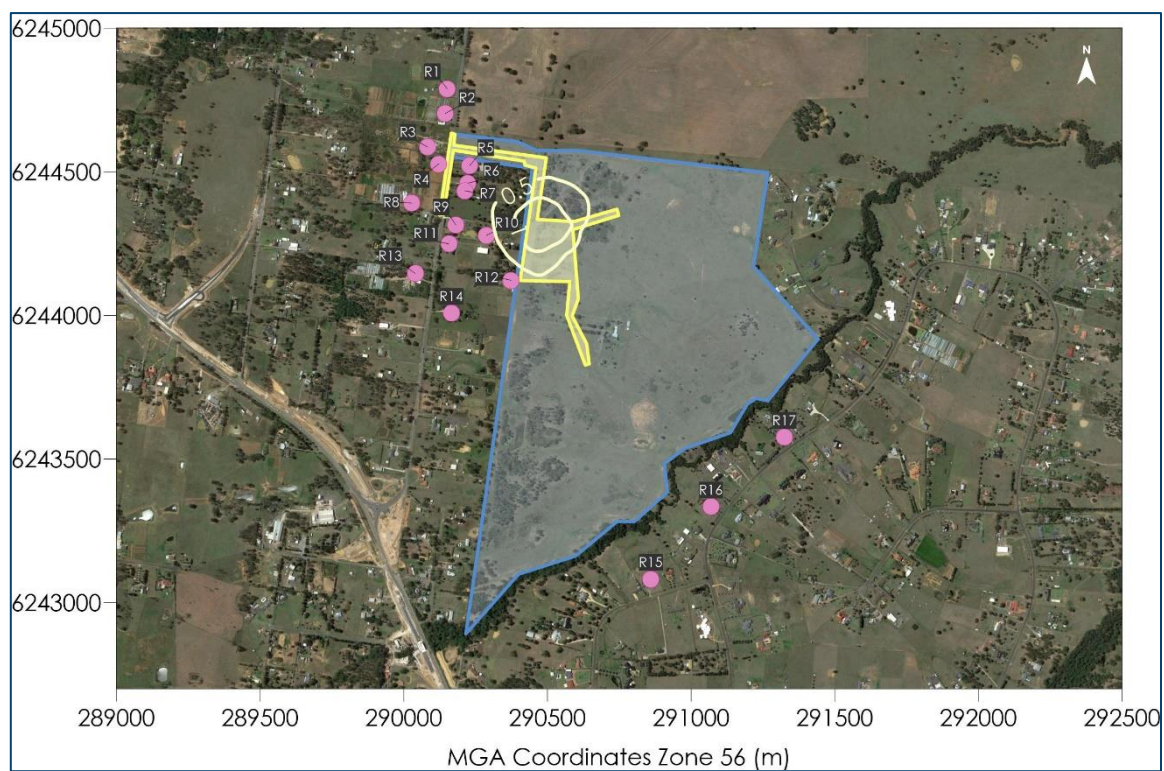 6245000
N
R1
R2
R3
R5
R4
R6
R7
0.5
R8
R9
R10
R11
R13
R12
R14
6244500
6244000
6243500
R17
R16
R15
6243000
289000 289500 290000 290500 291000 291500 292000 292500
MGA Coordinates Zone 56 (m)